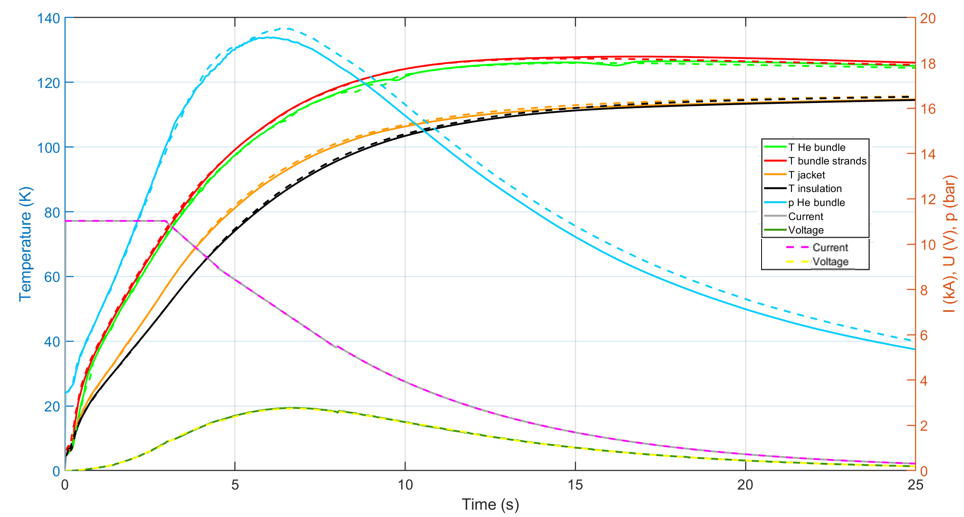 140
120
100
80
60
40
20
0
Temperature (K)
20
18
16
14
12
10
8
6
4
2
0
I (kA), U (V), p (bar)
T He bundle
T bundle strands
T jacket
T insulation
p He bundle
Current
Voltage
Current
Voltage
0 5 10 15 20 25
Time (s)